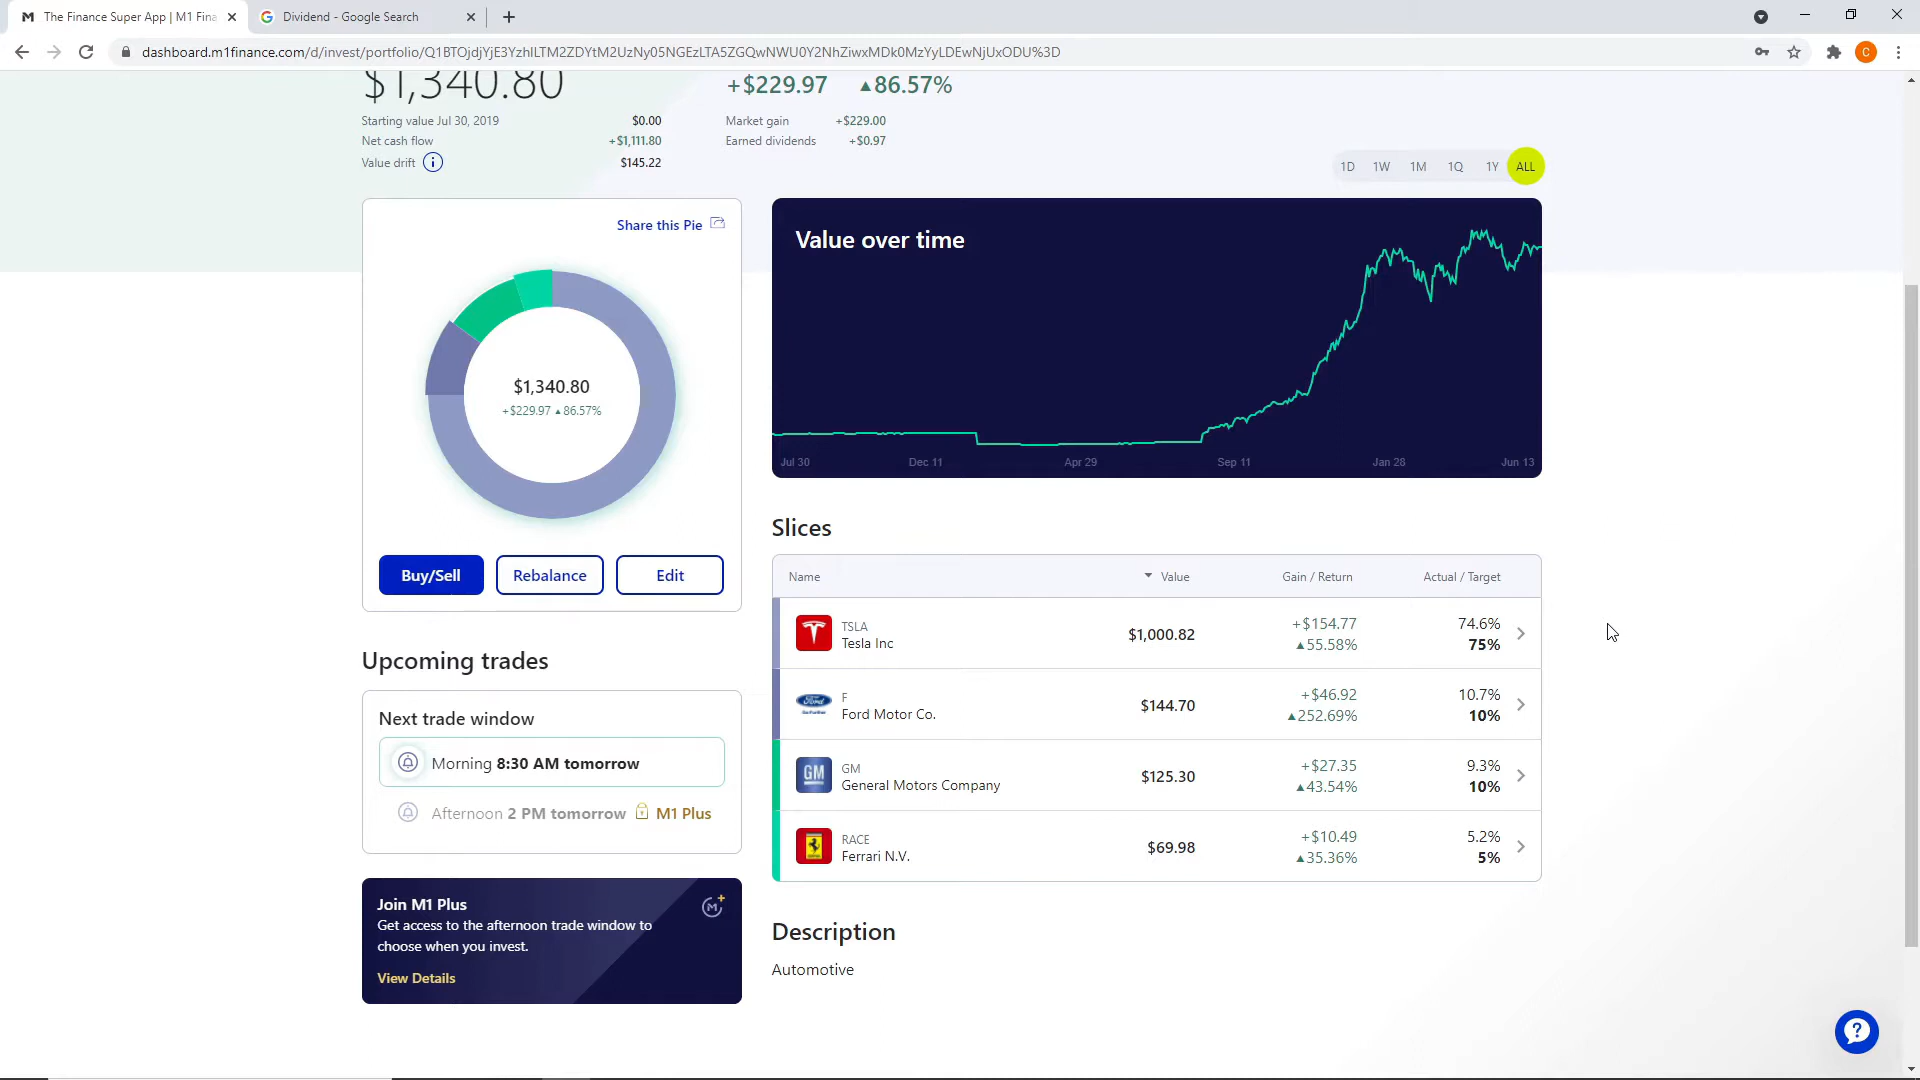 The Finance Super App | M1 Fina
Dividend - Google Search
dashboard.m1finance.com/d/invest/portfolio/Q1BTOjdjYjE3YzhlLTM2ZDYtM2UzNy05NGEzLTA5ZGQwNWU0Y2NhZiwxMDk0MzYyLDEwNjUxODU%3D
C
$1,340.80
+$229.97 ▲86.57%
Starting value Jul 30, 2019 $0.00
Net cash flow +$1,111.80
Value drift $145.22
Market gain +$229.00
Earned dividends +$0.97
1D 1W 1M 1Q 1Y ALL
Share this Pie
$1,340.80
+$229.97 ▲86.57%
Buy/Sell Rebalance Edit
Value over time
Jul 30 Dec 11 Apr 29 Sep 11 Jan 28 Jun 13
Upcoming trades
Next trade window
Morning 8:30 AM tomorrow
Afternoon 2 PM tomorrow M1 Plus
Join M1 Plus
Get access to the afternoon trade window to
choose when you invest.
View Details
Slices
Name Value Gain / Return Actual / Target
TSLA
Tesla Inc
$1,000.82
+$154.77
▲55.58%
74.6%
75%
Ford
F
Ford Motor Co.
$144.70
+$46.92
▲252.69%
10.7%
10%
GM
GM
General Motors Company
$125.30
+$27.35
▲43.54%
9.3%
10%
RACE
Ferrari N.V.
$69.98
+$10.49
▲35.36%
5.2%
5%
Description
Automotive